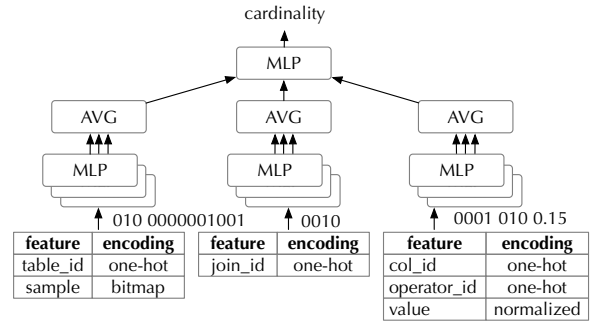 cardinality
MLP
AVG AVG AVG
MLP MLP MLP
010 0000001001 0010 0001 010 0.15
feature encoding feature encoding feature encoding
table_id one-hot join_id one-hot col_id one-hot
sample bitmap operator_id one-hot
value normalized